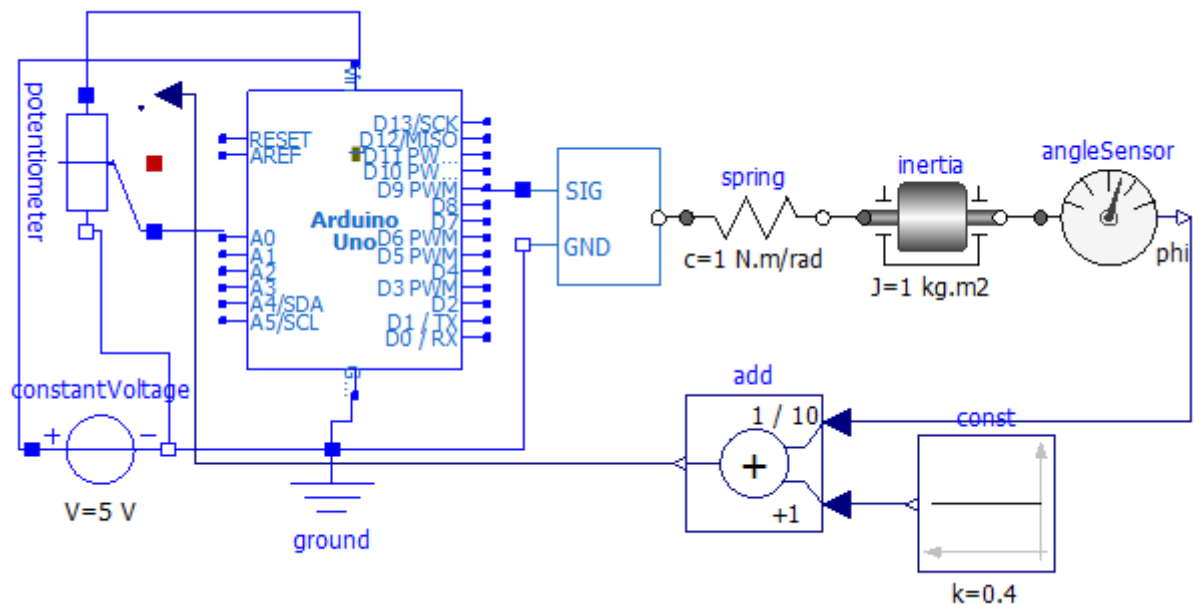 potentiometer
VI...
RESET
AREF
A0
A1
A2
A3
A4/SDA
A5/SCL
Arduino
Uno
D13/SCK
D12/MISO
D11 PW...
D10 PW...
D9 PWM
D8
D7
D6 PWM
D5 PWM
D4
D3 PWM
D2
D1 / TX
D0 / RX
G...
SIG
GND
spring
c=1 N.m/rad
inertia
J=1 kg.m2
angleSensor
phi
constantVoltage
+
−
V=5 V
ground
add
1 / 10
+
+1
const
k=0.4